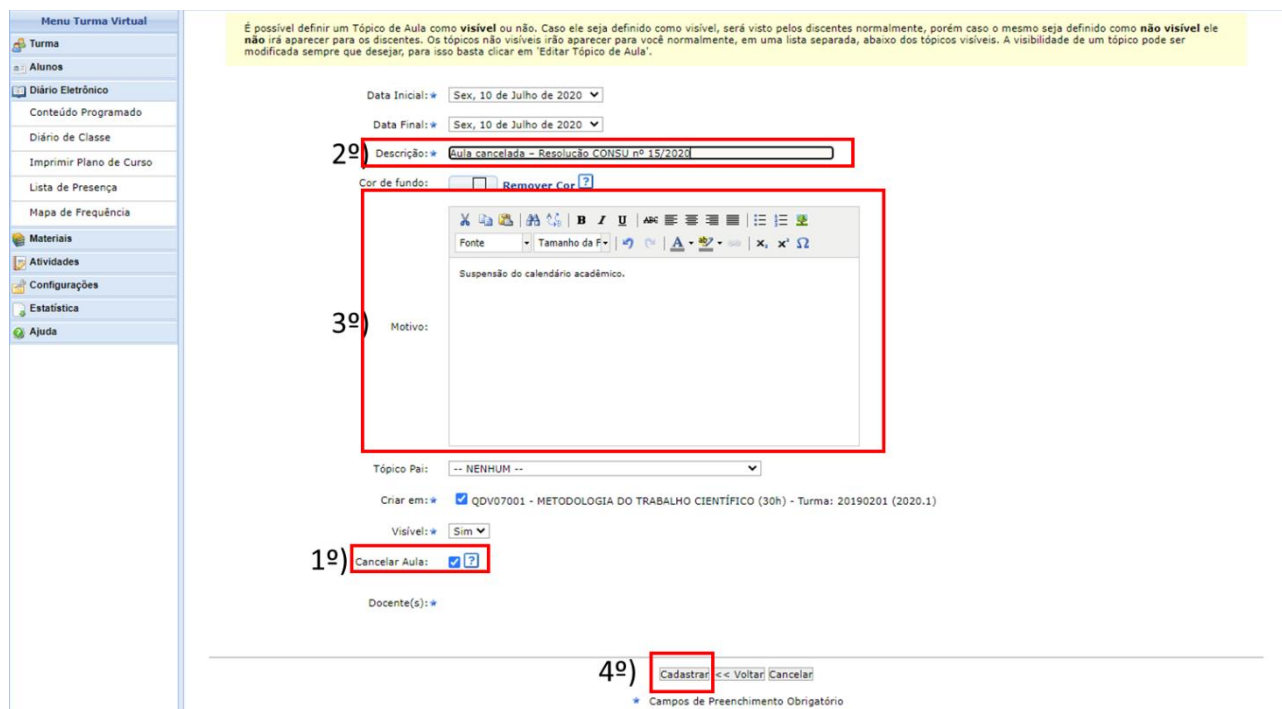 Menu Turma Virtual
Turma
Alunos
Diário Eletrônico
Conteúdo Programado
Diário de Classe
Imprimir Plano de Curso
Lista de Presença
Mapa de Frequência
Materiais
Atividades
Configurações
Estatística
Ajuda
É possível definir um Tópico de Aula como visível ou não. Caso ele seja definido como visível, será visto pelos discentes normalmente, porém caso o mesmo seja definido como não visível ele
não irá aparecer para os discentes. Os tópicos não visíveis irão aparecer para você normalmente, em uma lista separada, abaixo dos tópicos visíveis. A visibilidade de um tópico pode ser
modificada sempre que desejar, para isso basta clicar em 'Editar Tópico de Aula'.
Data Inicial: Sex, 10 de Julho de 2020
Data Final: Sex, 10 de Julho de 2020
2º) Descrição: Aula cancelada – Resolução CONSU nº 15/2020
Cor de fundo: Remover Cor ?
B I U ABC
Fonte Tamanho da F A x, x² Ω
Suspensão do calendário acadêmico.
3º) Motivo:
Tópico Pai: -- NENHUM --
Criar em: QDV07001 - METODOLOGIA DO TRABALHO CIENTÍFICO (30h) - Turma: 20190201 (2020.1)
Visível: Sim
1º) Cancelar Aula: ?
Docente(s):
4º) Cadastrar << Voltar Cancelar
Campos de Preenchimento Obrigatório